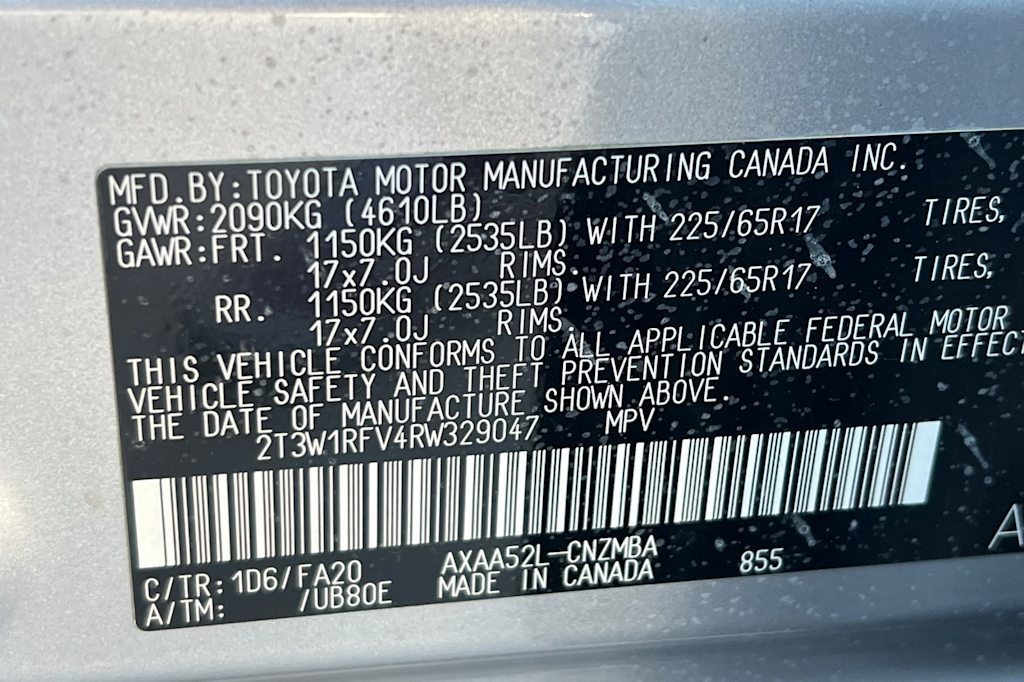 MFD.BY:TOYOTA MOTOR MANUFACTURING CANADA INC.
GVWR:2090KG (4610LB)
GAWR:FRT. 1150KG (2535LB) WITH 225/65R17 TIRES,
17x7.0J RIMS.
RR. 1150KG (2535LB) WITH 225/65R17 TIRES,
17x7.0J RIMS.
THIS VEHICLE CONFORMS TO ALL APPLICABLE FEDERAL MOTOR
VEHICLE SAFETY AND THEFT PREVENTION STANDARDS IN EFFECT
THE DATE OF MANUFACTURE SHOWN ABOVE.
2T3W1RFV4RW329047 MPV
C/TR: 1D6/FA20 AXAA52L-CNZMBA 855
A/TM: /UB80E MADE IN CANADA